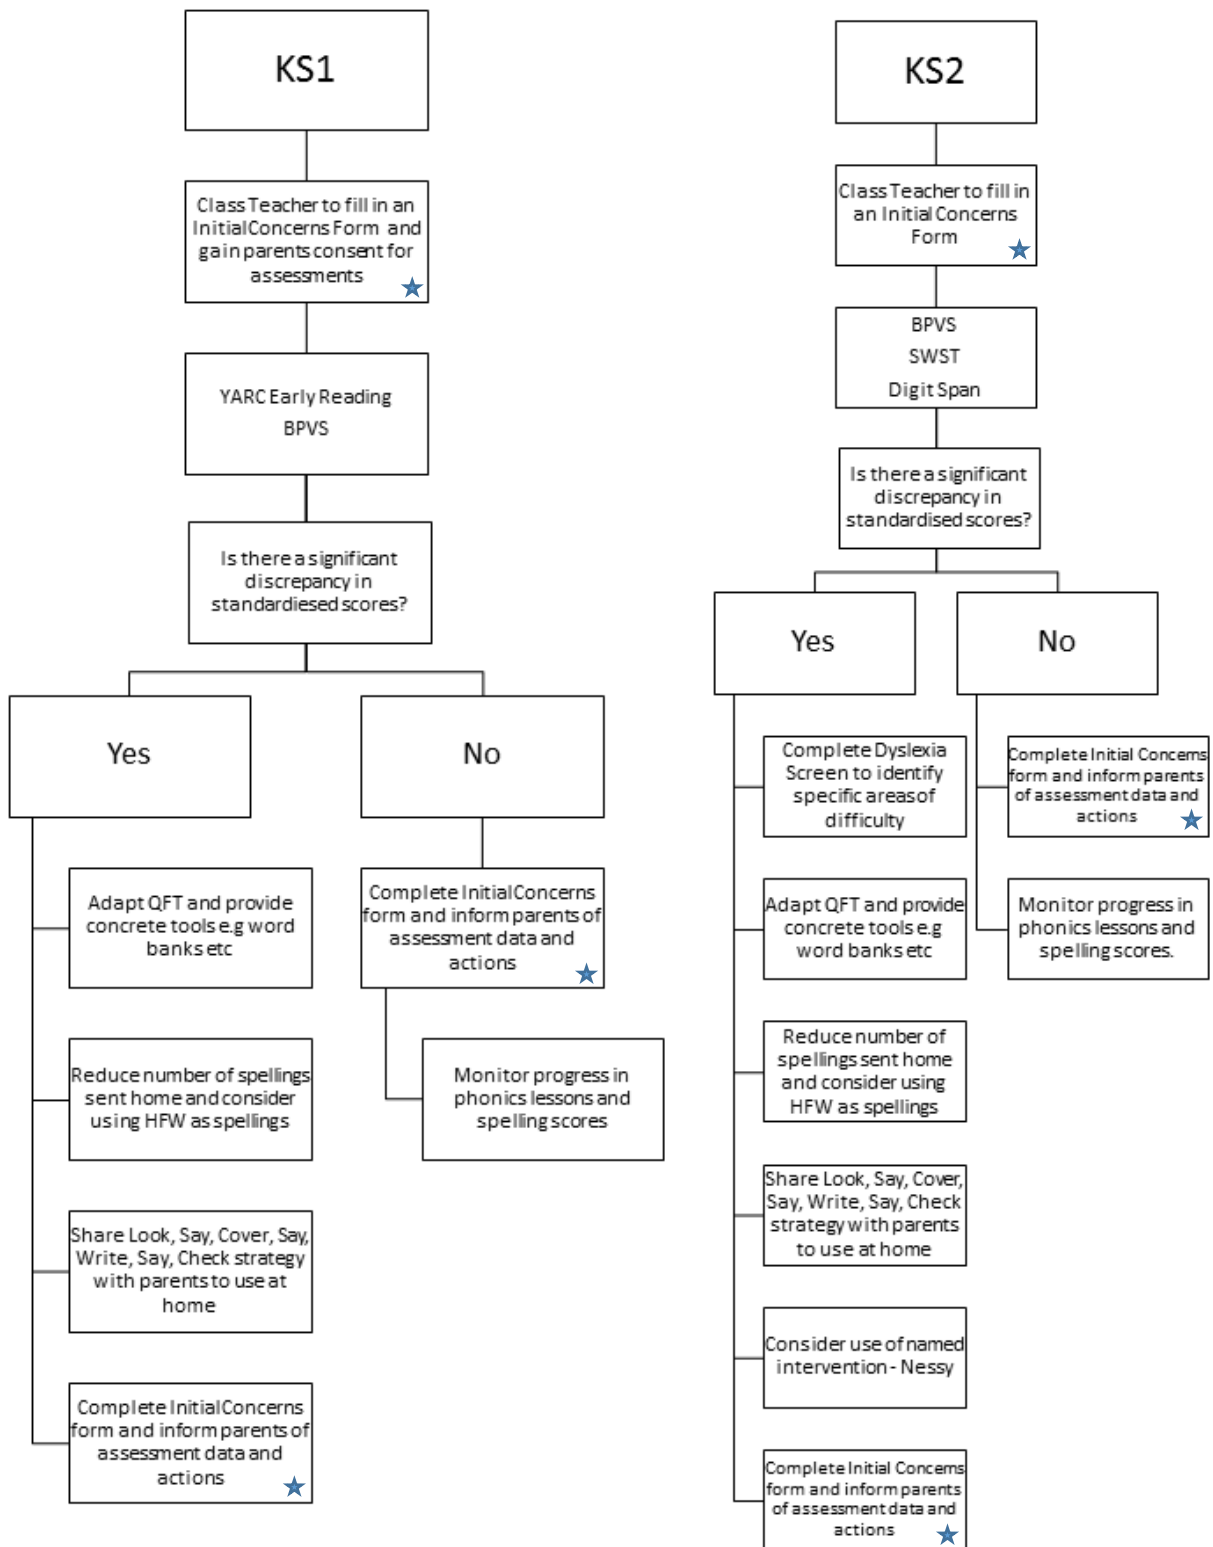 KS1
Class Teacher to fill in an
Initial Concerns Form and
gain parents consent for
assessments
YARC Early Reading
BPVS
Is there a significant
discrepancy in
standardiesed scores?
Yes
Adapt QFT and provide
concrete tools e.g word
banks etc
Reduce number of spellings
sent home and consider
using HFW as spellings
Share Look, Say, Cover, Say,
Write, Say, Check strategy
with parents to use at
home
Complete Initial Concerns
form and inform parents of
assessment data and
actions
No
Complete Initial Concerns
form and inform parents of
assessment data and
actions
Monitor progress in
phonics lessons and
spelling scores
KS2
Class Teacher to fill in
an Initial Concerns
Form
BPVS
SWST
Digit Span
Is there a significant
discrepancy in
standardised scores?
Yes
Complete Dyslexia
Screen to identify
specific areas of
difficulty
Adapt QFT and provide
concrete tools e.g
word banks etc
Reduce number of
spellings sent home
and consider using
HFW as spellings
Share Look, Say, Cover,
Say, Write, Say, Check
strategy with parents
to use at home
Consider use of named
intervention - Nessy
Complete Initial Concerns
form and inform parents
of assessment data and
actions
No
Complete Initial Concerns
form and inform parents
of assessment data and
actions
Monitor progress in
phonics lessons and
spelling scores.